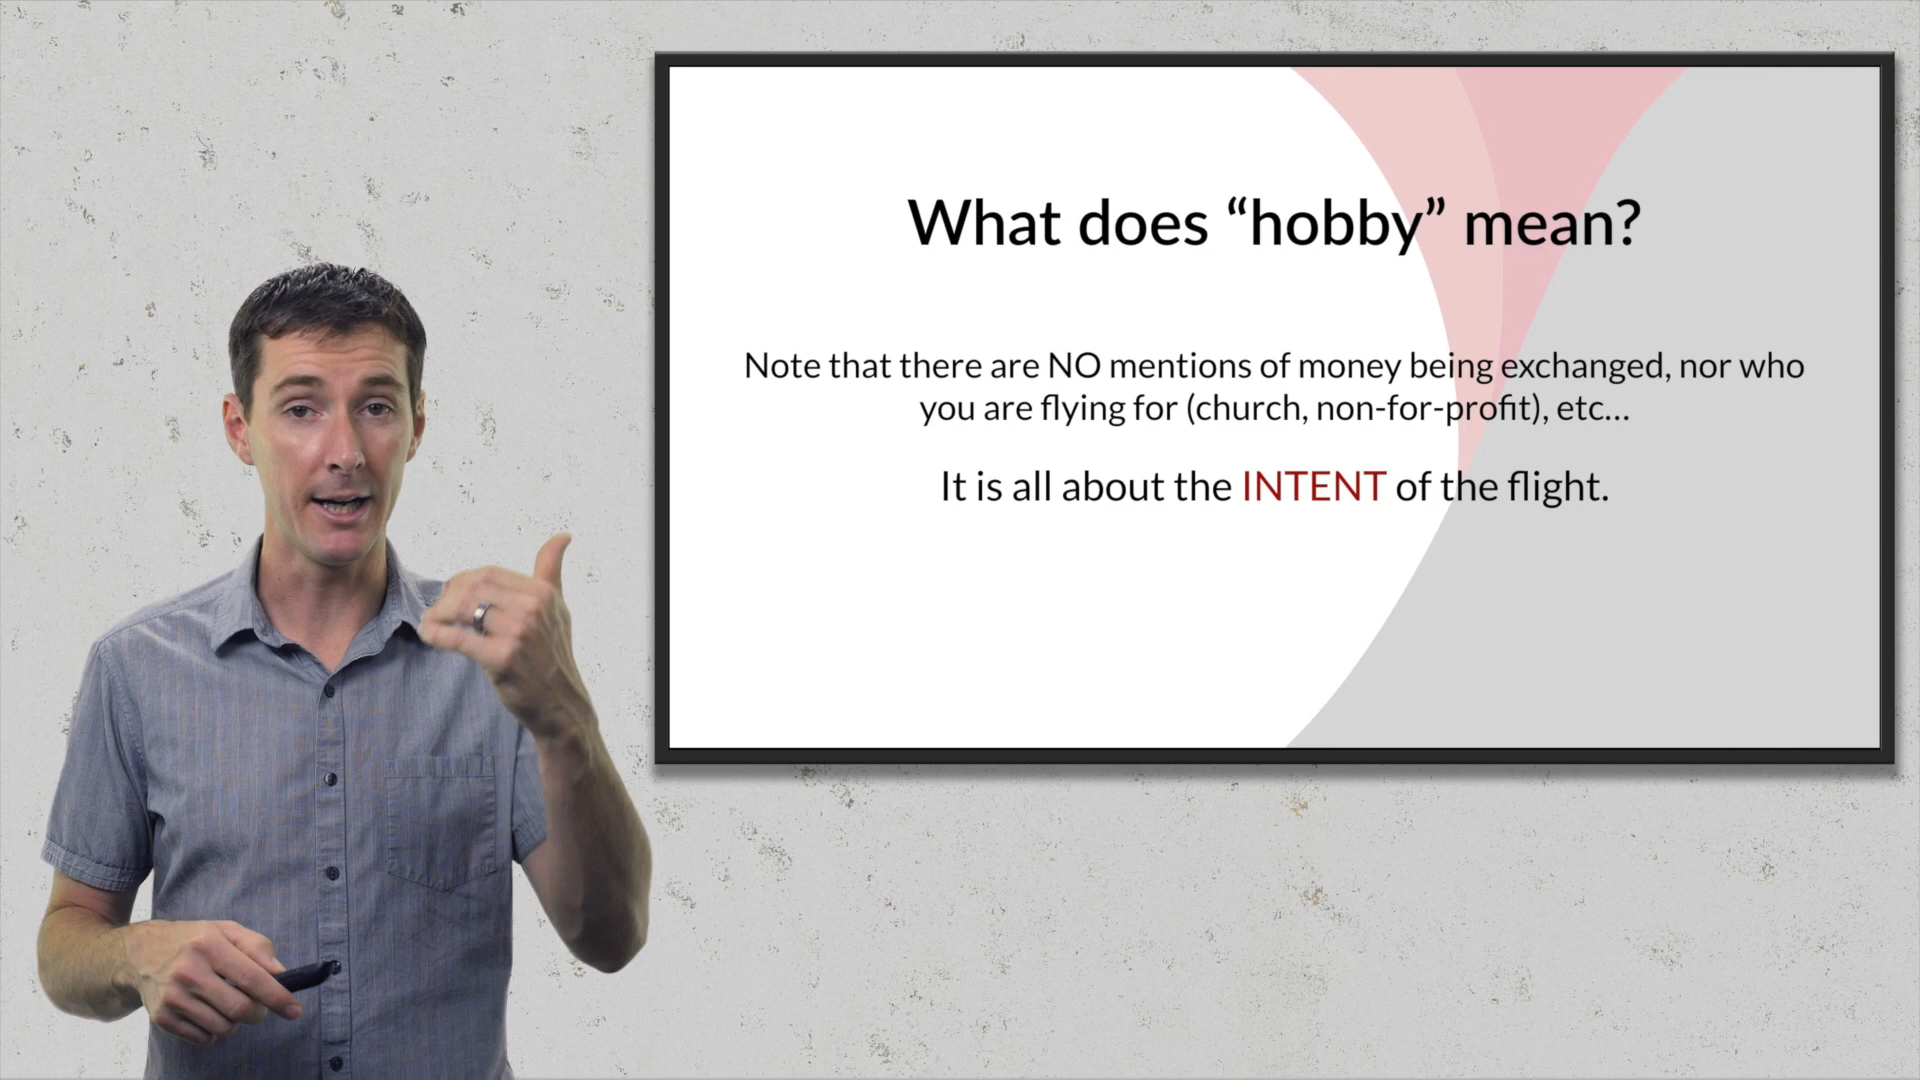 What does “hobby” mean?
Note that there are NO mentions of money being exchanged, nor who
you are flying for (church, non-for-profit), etc...
It is all about the INTENT of the flight.